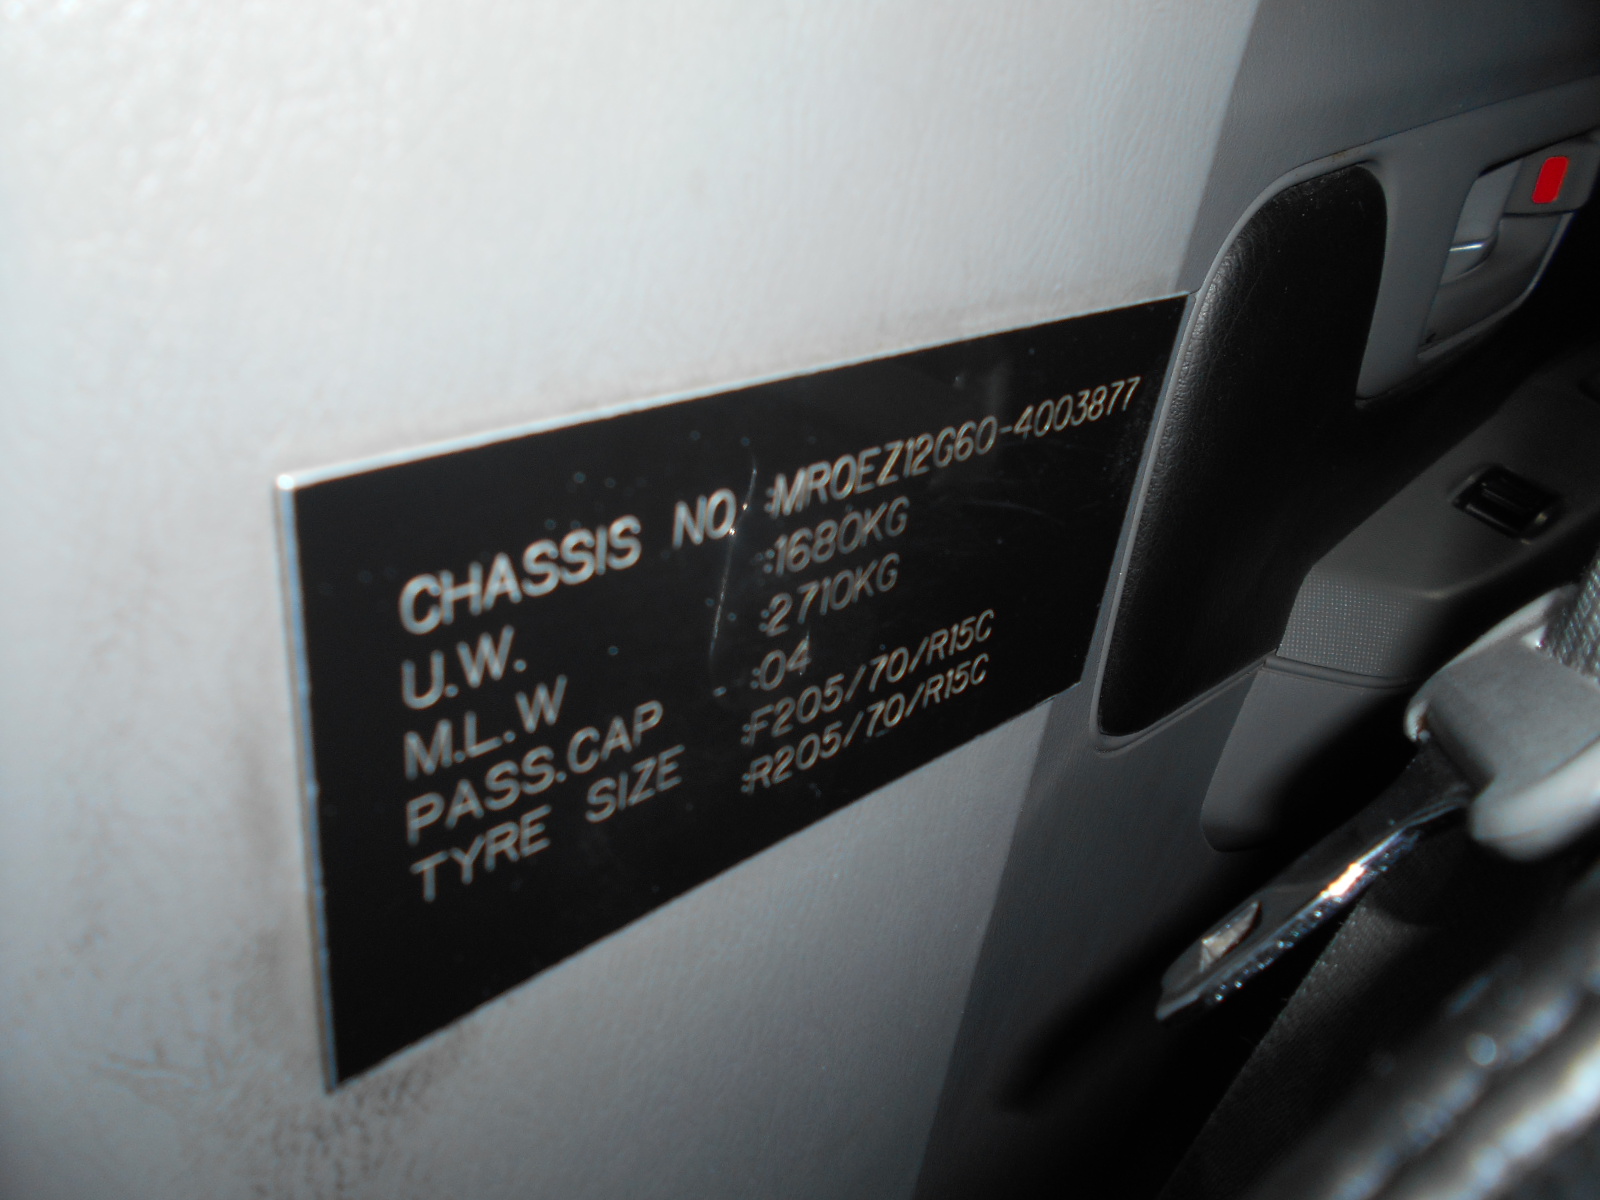 CHASSIS NO. :MR0EZ12G60-4003877
U.W. :1680KG
M.L.W :2710KG
PASS.CAP :04
TYRE SIZE :F205/70/R15C
:R205/70/R15C